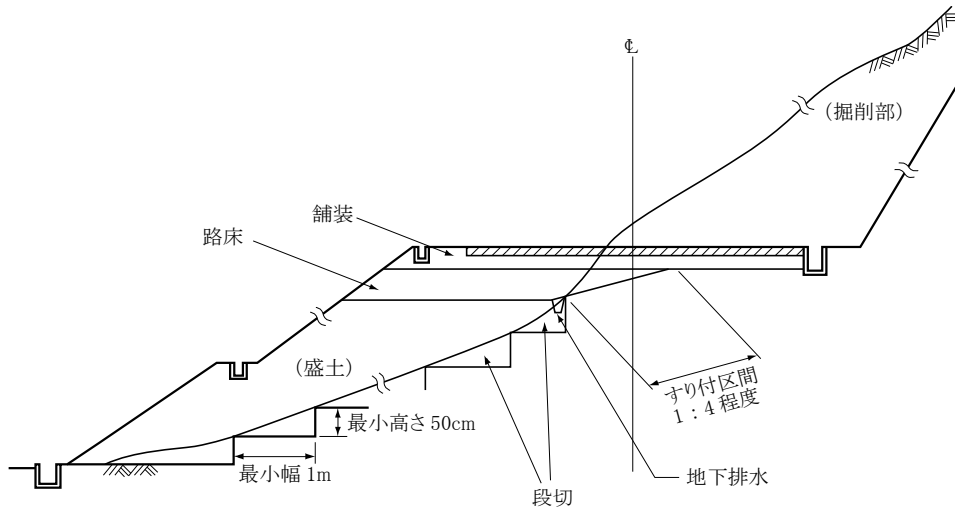 ℄
(掘削部)
舗装
路床
(盛土)
すり付区間
1：4 程度
最小高さ 50cm
最小幅 1m
地下排水
段切